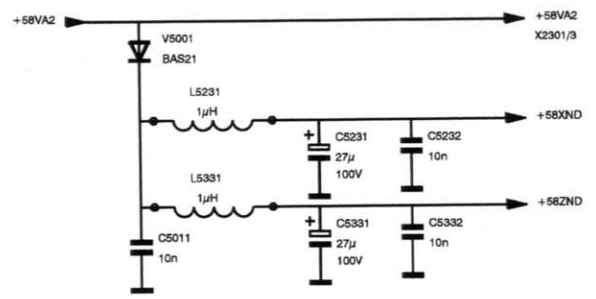 +58VA2
+58VA2
X2301/3
V5001
BAS21
L5231
1µH
+58XND
+
C5231
27µ
100V
C5232
10n
L5331
1µH
+58ZND
+
C5331
27µ
100V
C5332
10n
C5011
10n